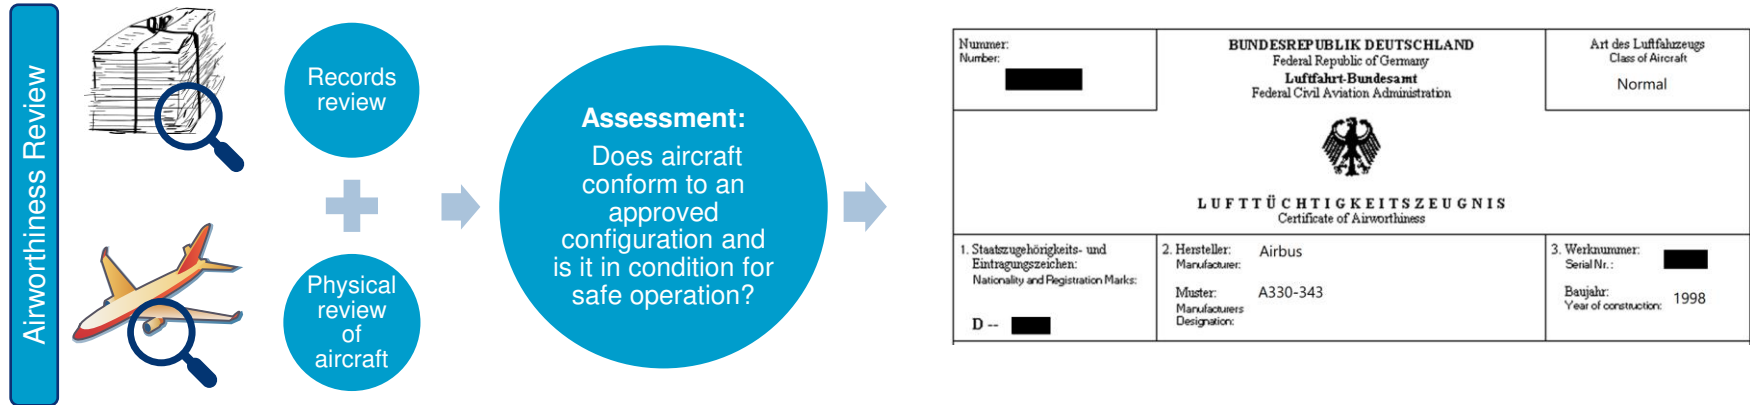 Airworthiness Review
Records
review
Physical
review
of
aircraft
Assessment:
Does aircraft
conform to an
approved
configuration and
is it in condition for
safe operation?
Nummer:
Number:
BUNDESREPUBLIK DEUTSCHLAND
Federal Republic of Germany
Luftfahrt-Bundesamt
Federal Civil Aviation Administration
Art des Luftfahrzeugs
Class of Aircraft
Normal
LUFTTÜCHTIGKEITSZEUGNIS
Certificate of Airworthiness
1. Staatszugehörigkeits- und
Eintragungszeichen:
Nationality and Registration Marks:
D --
2. Hersteller: Airbus
Manufacturer:
Muster: A330-343
Manufacturers
Designation:
3. Werknummer:
Serial Nr.:
Baujahr: 1998
Year of construction: